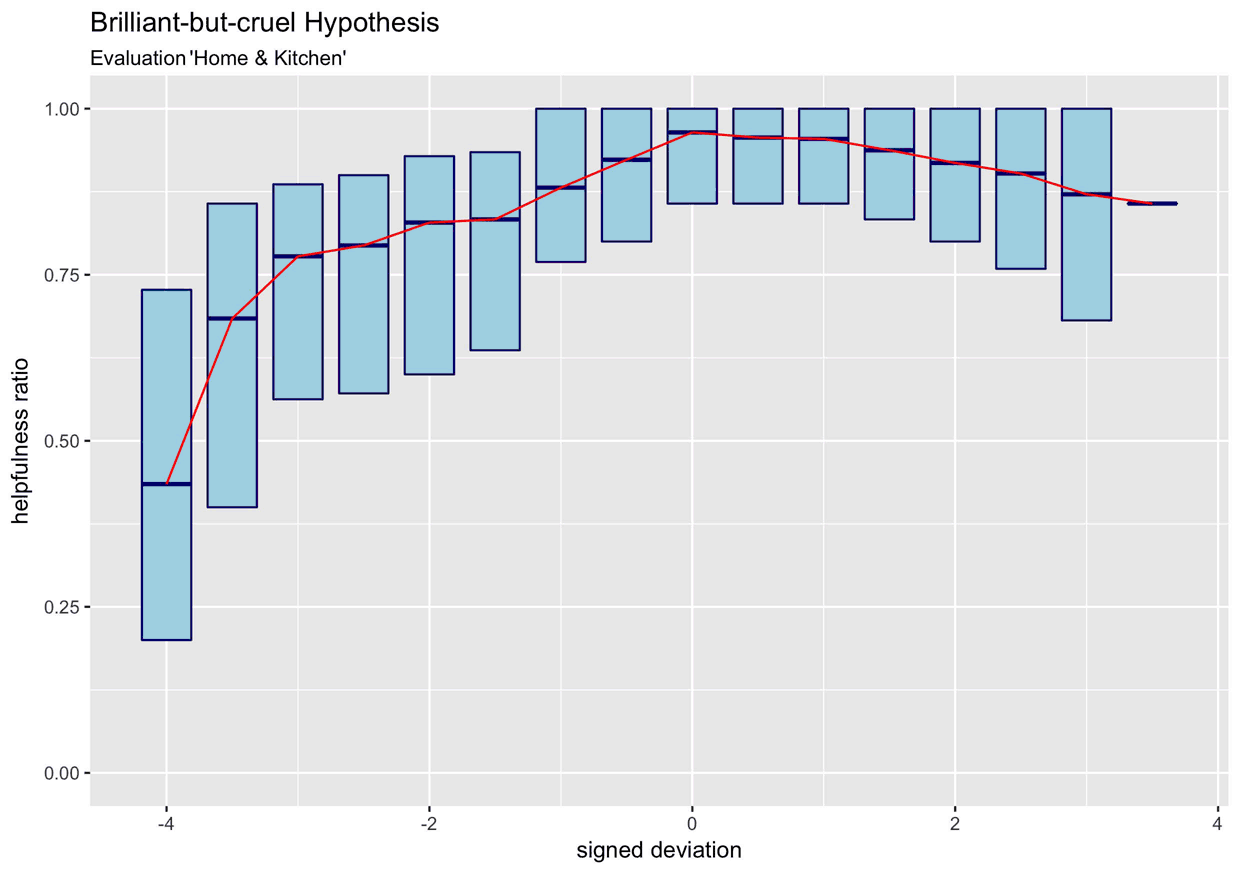 Brilliant-but-cruel Hypothesis
Evaluation 'Home & Kitchen'
1.00
0.75
0.50
0.25
0.00
helpfulness ratio
-4 -2 0 2 4
signed deviation